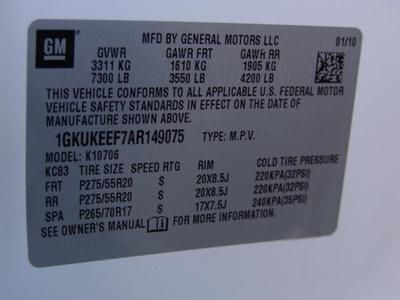 GM
MFD BY GENERAL MOTORS LLC 01/10
GVWR GAWR FRT GAWR RR
3311 KG 1610 KG 1905 KG
7300 LB 3550 LB 4200 LB
THIS VEHICLE CONFORMS TO ALL APPLICABLE U.S. FEDERAL MOTOR
VEHICLE SAFETY STANDARDS IN EFFECT ON THE DATE OF
MANUFACTURE SHOWN ABOVE.
1GKUKEEF7AR149075 TYPE: M.P.V.
MODEL: K10706
KC83 TIRE SIZE SPEED RTG RIM COLD TIRE PRESSURE
FRT P275/55R20 S 20X8.5J 220KPA(32PSI)
RR P275/55R20 S 20X8.5J 220KPA(32PSI)
SPA P265/70R17 S 17X7.5J 240KPA(35PSI)
SEE OWNER'S MANUAL FOR MORE INFORMATION.